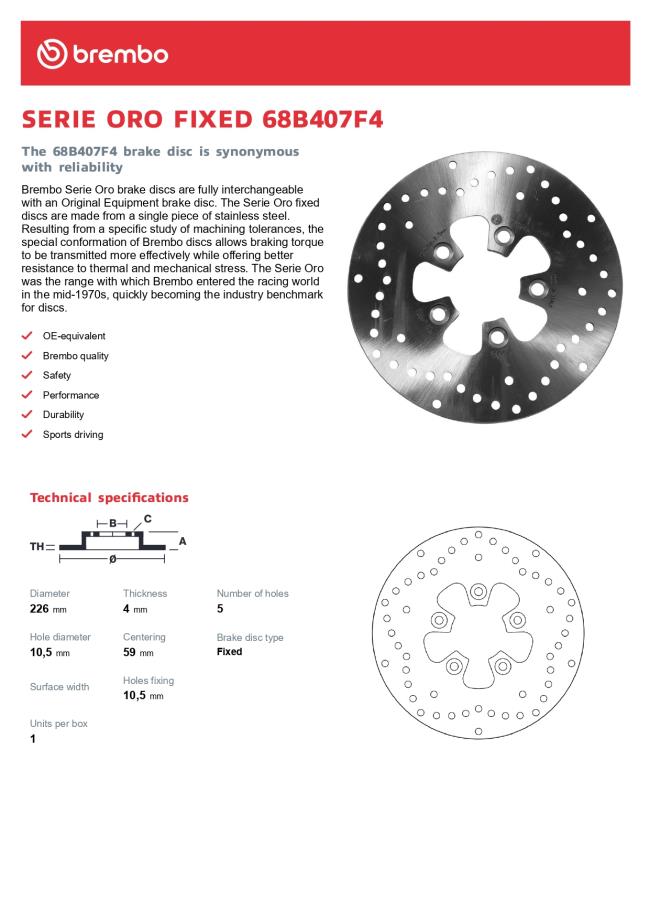 brembo
SERIE ORO FIXED 68B407F4
The 68B407F4 brake disc is synonymous
with reliability
Brembo Serie Oro brake discs are fully interchangeable
with an Original Equipment brake disc. The Serie Oro fixed
discs are made from a single piece of stainless steel.
Resulting from a specific study of machining tolerances, the
special conformation of Brembo discs allows braking torque
to be transmitted more effectively while offering better
resistance to thermal and mechanical stress. The Serie Oro
was the range with which Brembo entered the racing world
in the mid-1970s, quickly becoming the industry benchmark
for discs.
OE-equivalent
Brembo quality
Safety
Performance
Durability
Sports driving
Technical specifications
B
C
A
TH
Ø
Diameter
226 mm
Thickness
4 mm
Number of holes
5
Hole diameter
10,5 mm
Centering
59 mm
Brake disc type
Fixed
Surface width
Holes fixing
10,5 mm
Units per box
1